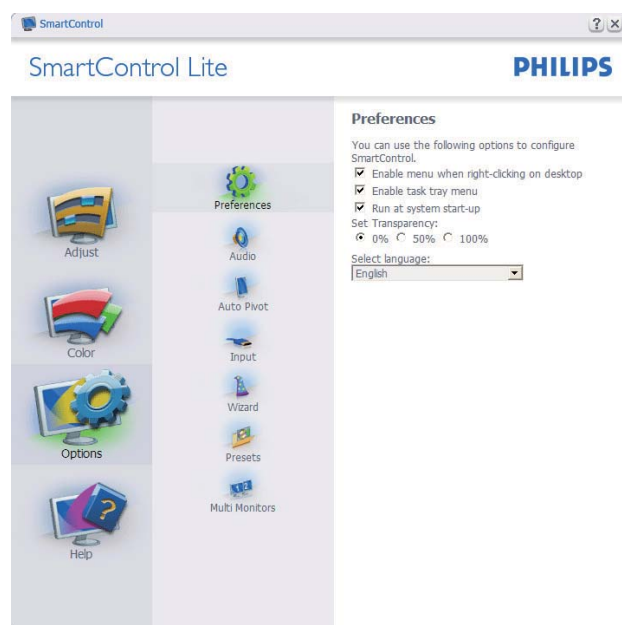 SmartControl
SmartControl Lite
PHILIPS
Adjust
Color
Options
Help
Preferences
Audio
Auto Pivot
Input
Wizard
Presets
Multi Monitors
Preferences
You can use the following options to configure
SmartControl.
Enable menu when right-clicking on desktop
Enable task tray menu
Run at system start-up
Set Transparency:
0% 50% 100%
Select language:
English